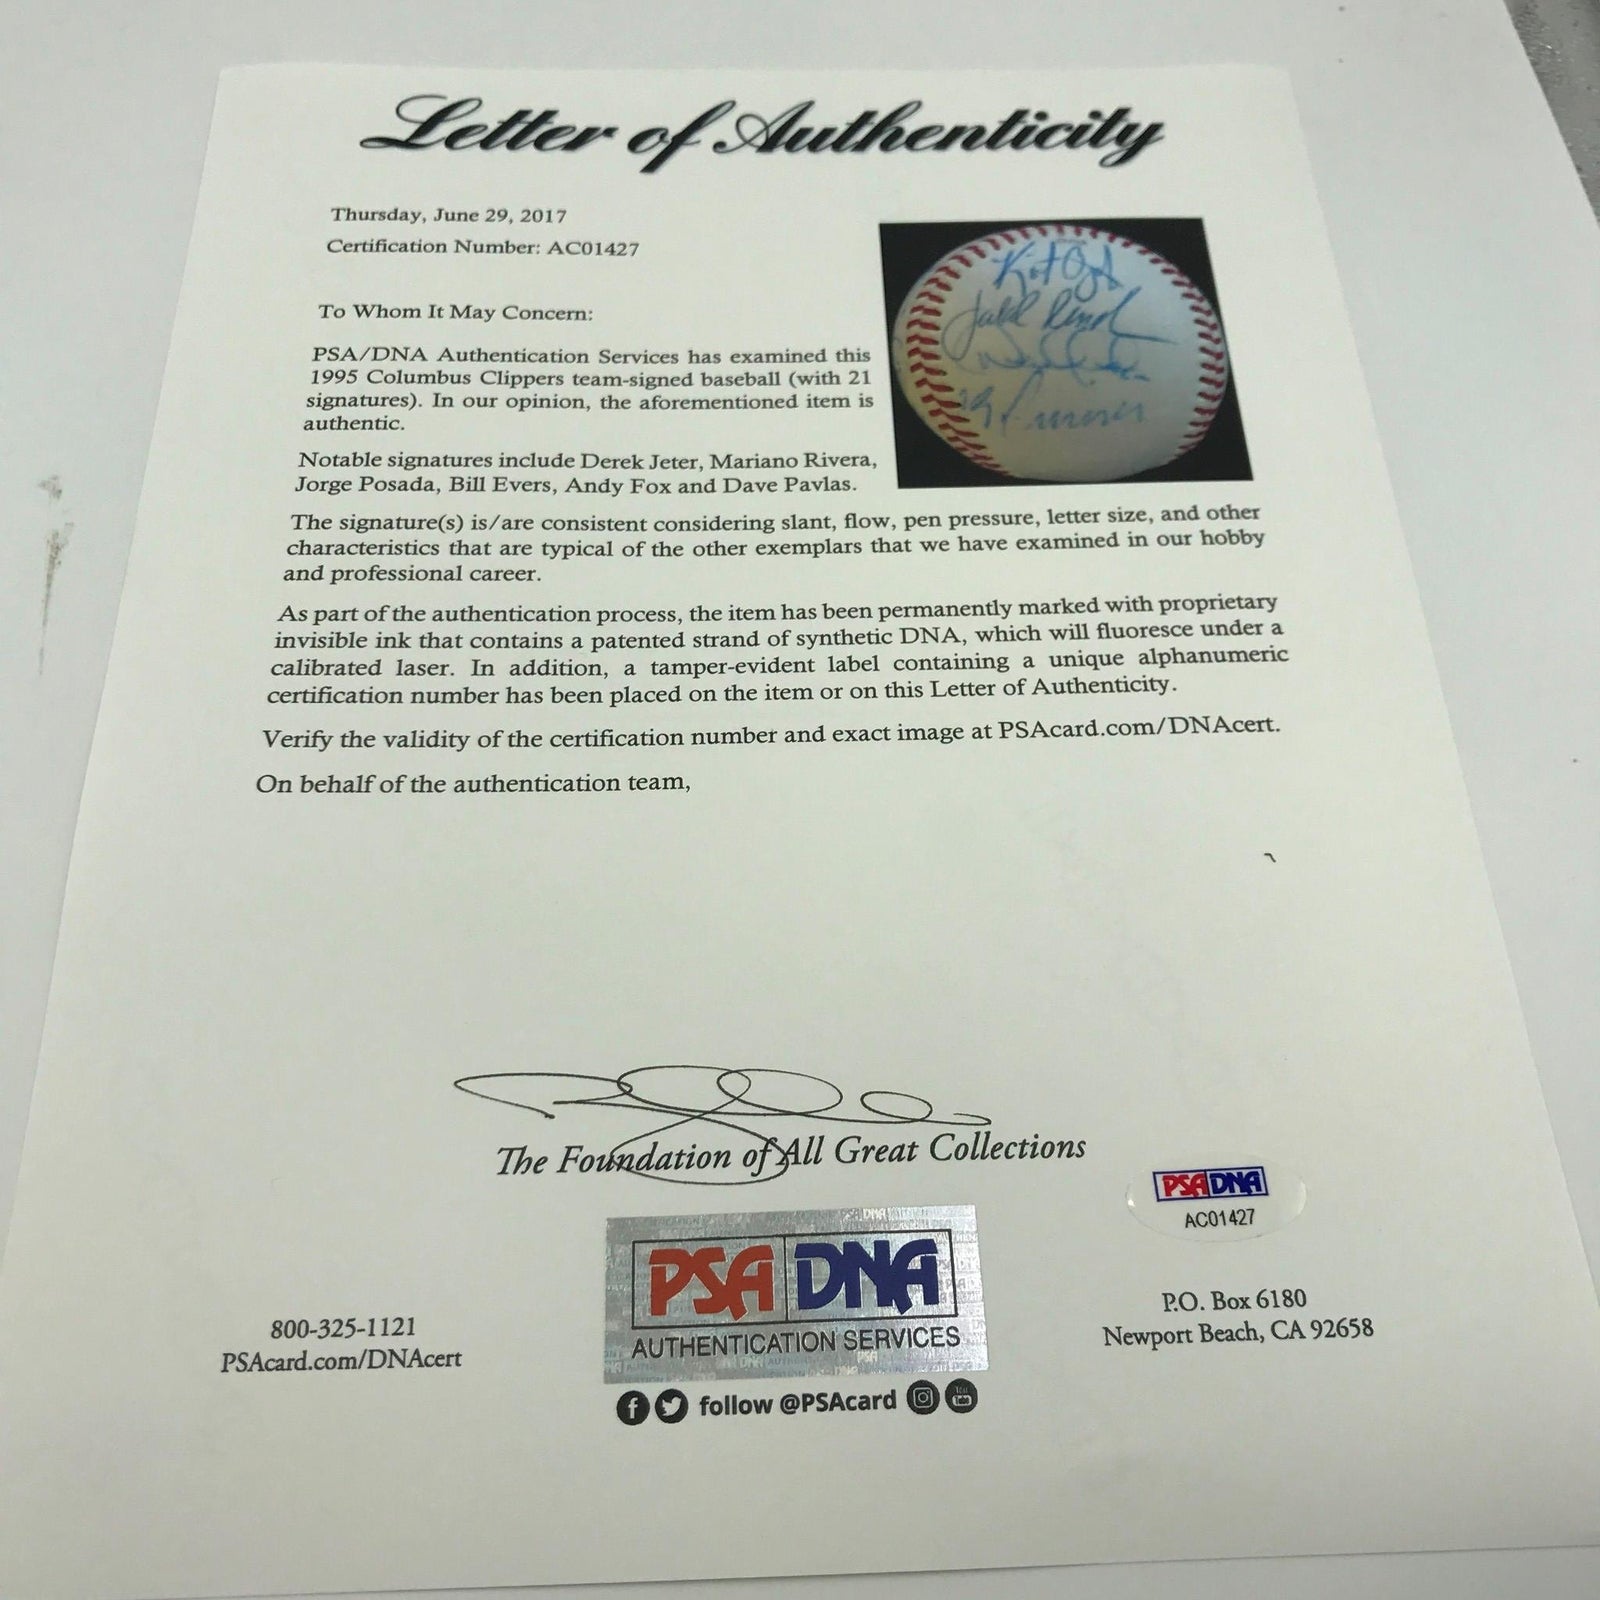 Letter of Authenticity
Thursday, June 29, 2017
Certification Number: AC01427
To Whom It May Concern:
PSA/DNA Authentication Services has examined this
1995 Columbus Clippers team-signed baseball (with 21
signatures). In our opinion, the aforementioned item is
authentic.
Notable signatures include Derek Jeter, Mariano Rivera,
Jorge Posada, Bill Evers, Andy Fox and Dave Pavlas.
The signature(s) is/are consistent considering slant, flow, pen pressure, letter size, and other
characteristics that are typical of the other exemplars that we have examined in our hobby
and professional career.
As part of the authentication process, the item has been permanently marked with proprietary
invisible ink that contains a patented strand of synthetic DNA, which will fluoresce under a
calibrated laser. In addition, a tamper-evident label containing a unique alphanumeric
certification number has been placed on the item or on this Letter of Authenticity.
Verify the validity of the certification number and exact image at PSAcard.com/DNAcert.
On behalf of the authentication team,
The Foundation of All Great Collections
PSA DNA
AC01427
PSA DNA
AUTHENTICATION SERVICES
800-325-1121
PSAcard.com/DNAcert
P.O. Box 6180
Newport Beach, CA 92658
follow @PSAcard